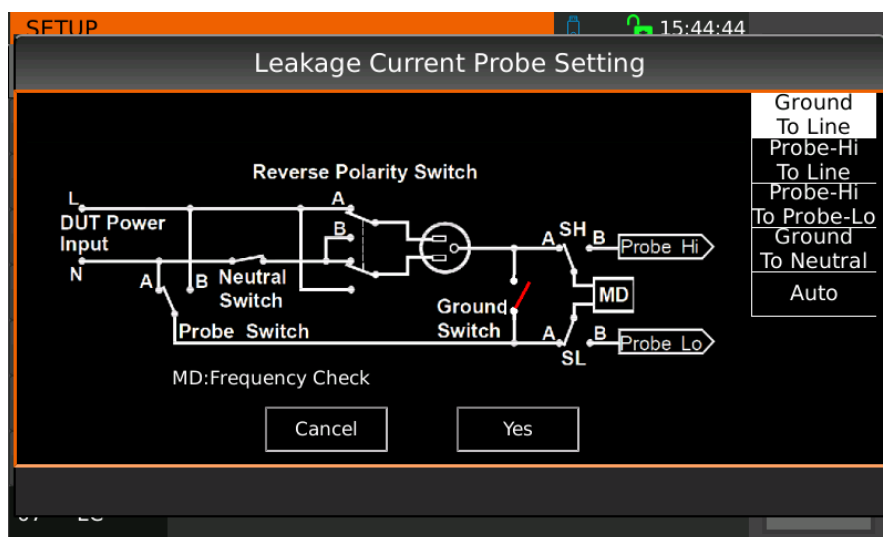 SETUP
15:44:44
Leakage Current Probe Setting
Ground
To Line
Probe-Hi
To Line
Probe-Hi
To Probe-Lo
Ground
To Neutral
Auto
Reverse Polarity Switch
L
DUT Power
Input
N
A
B
A
B
Neutral
Switch
Probe Switch
Ground
Switch
A
SH
B
Probe Hi
MD
A
B
SL
Probe Lo
MD:Frequency Check
Cancel
Yes